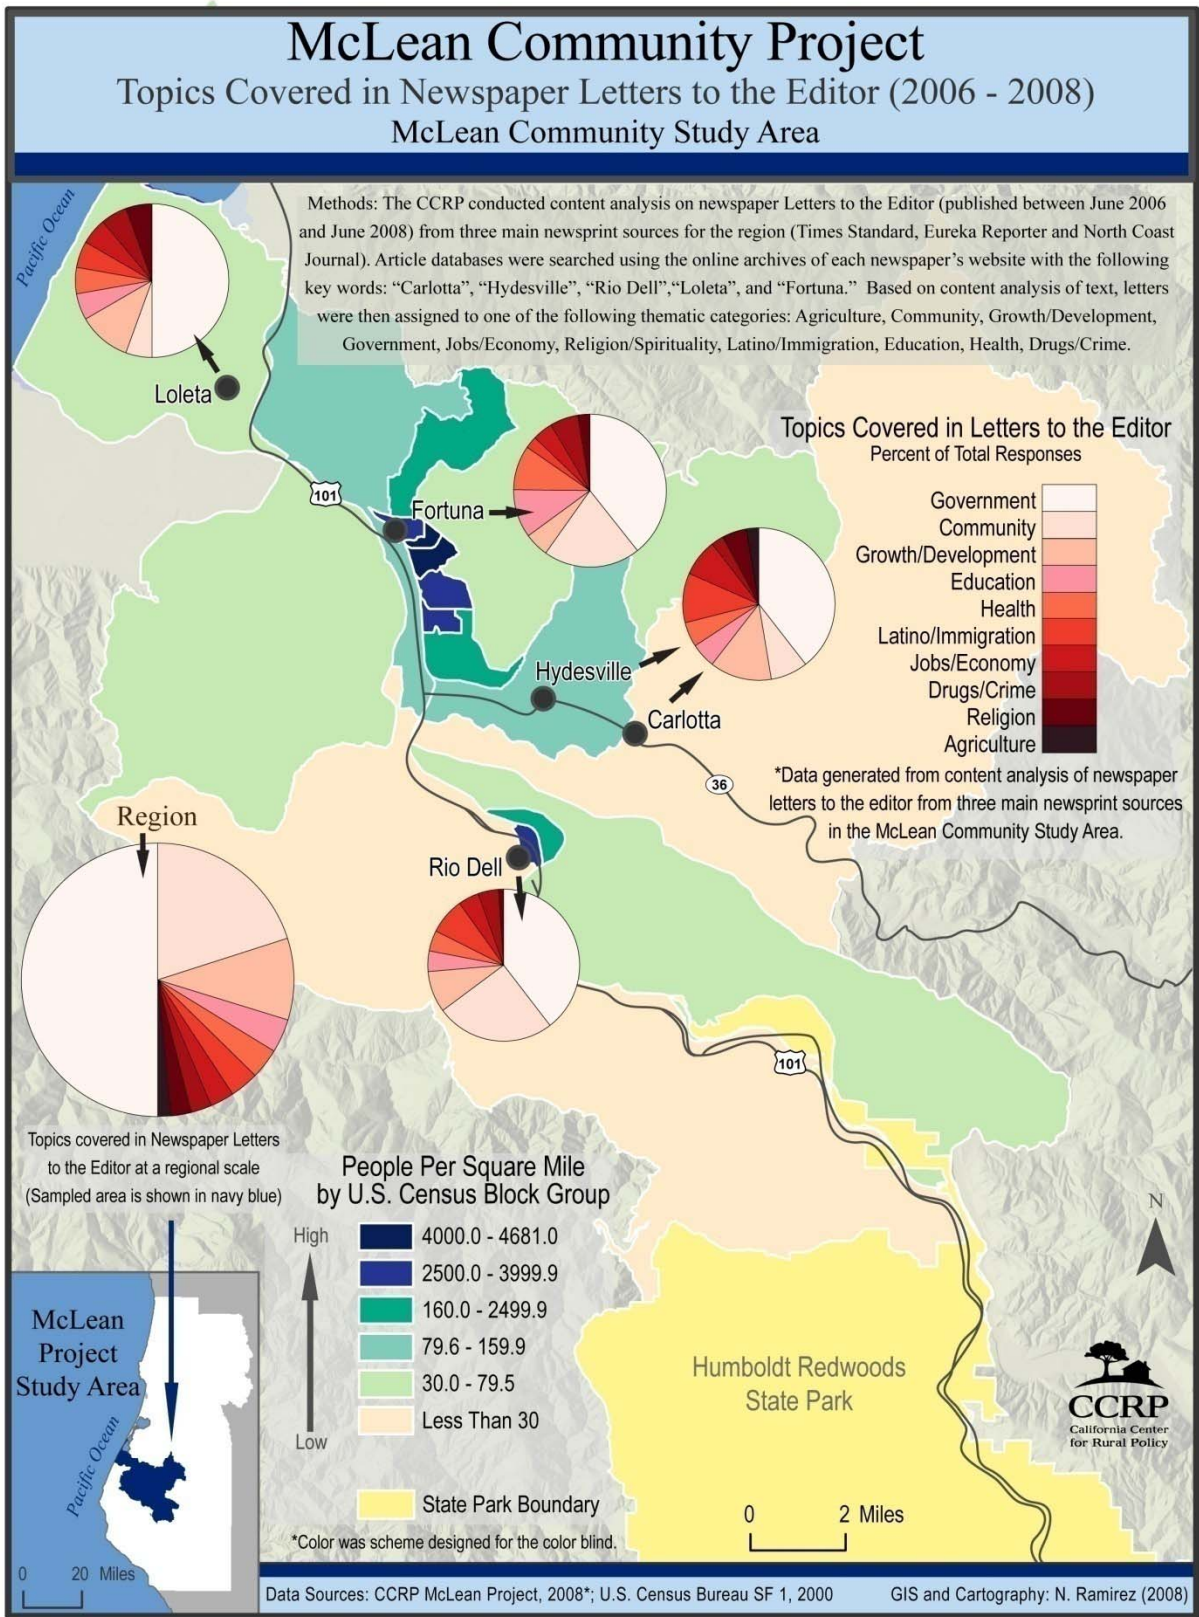 McLean Community Project
Topics Covered in Newspaper Letters to the Editor (2006 - 2008)
McLean Community Study Area
Pacific Ocean
Methods: The CCRP conducted content analysis on newspaper Letters to the Editor (published between June 2006
and June 2008) from three main newsprint sources for the region (Times Standard, Eureka Reporter and North Coast
Journal). Article databases were searched using the online archives of each newspaper's website with the following
key words: “Carlotta”, “Hydesville”, “Rio Dell”,“Loleta”, and “Fortuna.” Based on content analysis of text, letters
were then assigned to one of the following thematic categories: Agriculture, Community, Growth/Development,
Government, Jobs/Economy, Religion/Spirituality, Latino/Immigration, Education, Health, Drugs/Crime.
Loleta
101
Fortuna
Hydesville
Carlotta
36
Topics Covered in Letters to the Editor
Percent of Total Responses
Government
Community
Growth/Development
Education
Health
Latino/Immigration
Jobs/Economy
Drugs/Crime
Religion
Agriculture
*Data generated from content analysis of newspaper
letters to the editor from three main newsprint sources
in the McLean Community Study Area.
Region
Rio Dell
101
Topics covered in Newspaper Letters
to the Editor at a regional scale
(Sampled area is shown in navy blue)
People Per Square Mile
by U.S. Census Block Group
High
Low
4000.0 - 4681.0
2500.0 - 3999.9
160.0 - 2499.9
79.6 - 159.9
30.0 - 79.5
Less Than 30
State Park Boundary
*Color was scheme designed for the color blind.
McLean
Project
Study Area
Pacific Ocean
0 20 Miles
Humboldt Redwoods
State Park
0 2 Miles
N
CCRP
California Center
for Rural Policy
Data Sources: CCRP McLean Project, 2008*; U.S. Census Bureau SF 1, 2000
GIS and Cartography: N. Ramirez (2008)